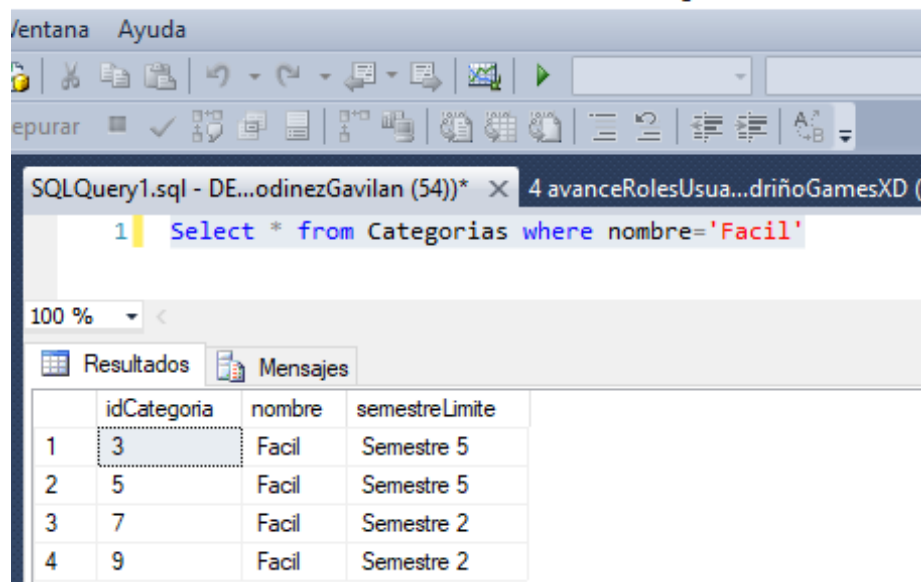 Ventana Ayuda
epurar
SQLQuery1.sql - DE...odinezGavilan (54))* 4 avanceRolesUsua...driñoGamesXD (
1 Select * from Categorias where nombre='Facil'
100 %
Resultados Mensajes
idCategoria nombre semestreLimite
1 3 Facil Semestre 5
2 5 Facil Semestre 5
3 7 Facil Semestre 2
4 9 Facil Semestre 2